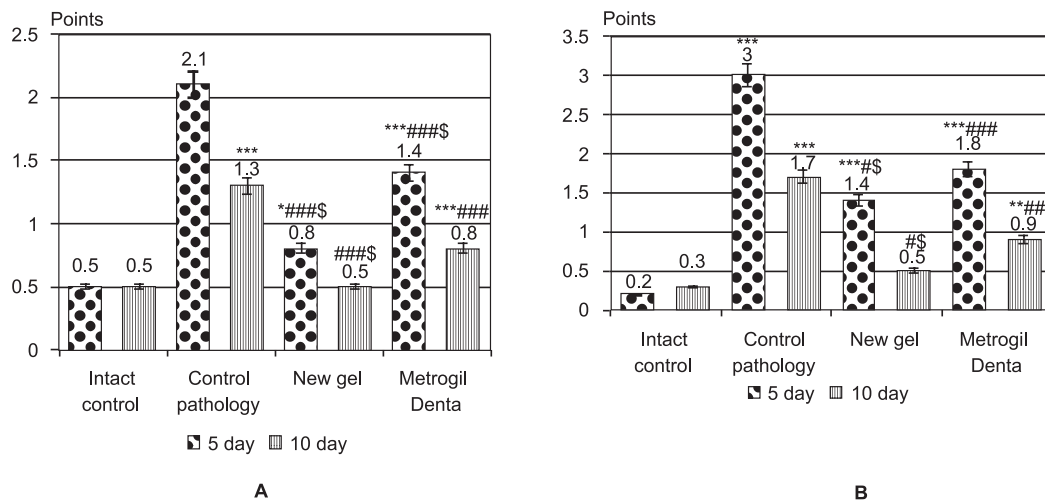 Points
2.5
2
1.5
1
0.5
0
0.5
0.5
2.1
***
1.3
*###$
0.8
###$
0.5
***###$
1.4
***###
0.8
Intact
control
Control
pathology
New gel
Metrogil
Denta
5 day
10 day
A
Points
3.5
3
2.5
2
1.5
1
0.5
0
0.2
0.3
***
3
***
1.7
***#$
1.4
#$
0.5
***###
1.8
**##
0.9
Intact
control
Control
pathology
New gel
Metrogil
Denta
5 day
10 day
B